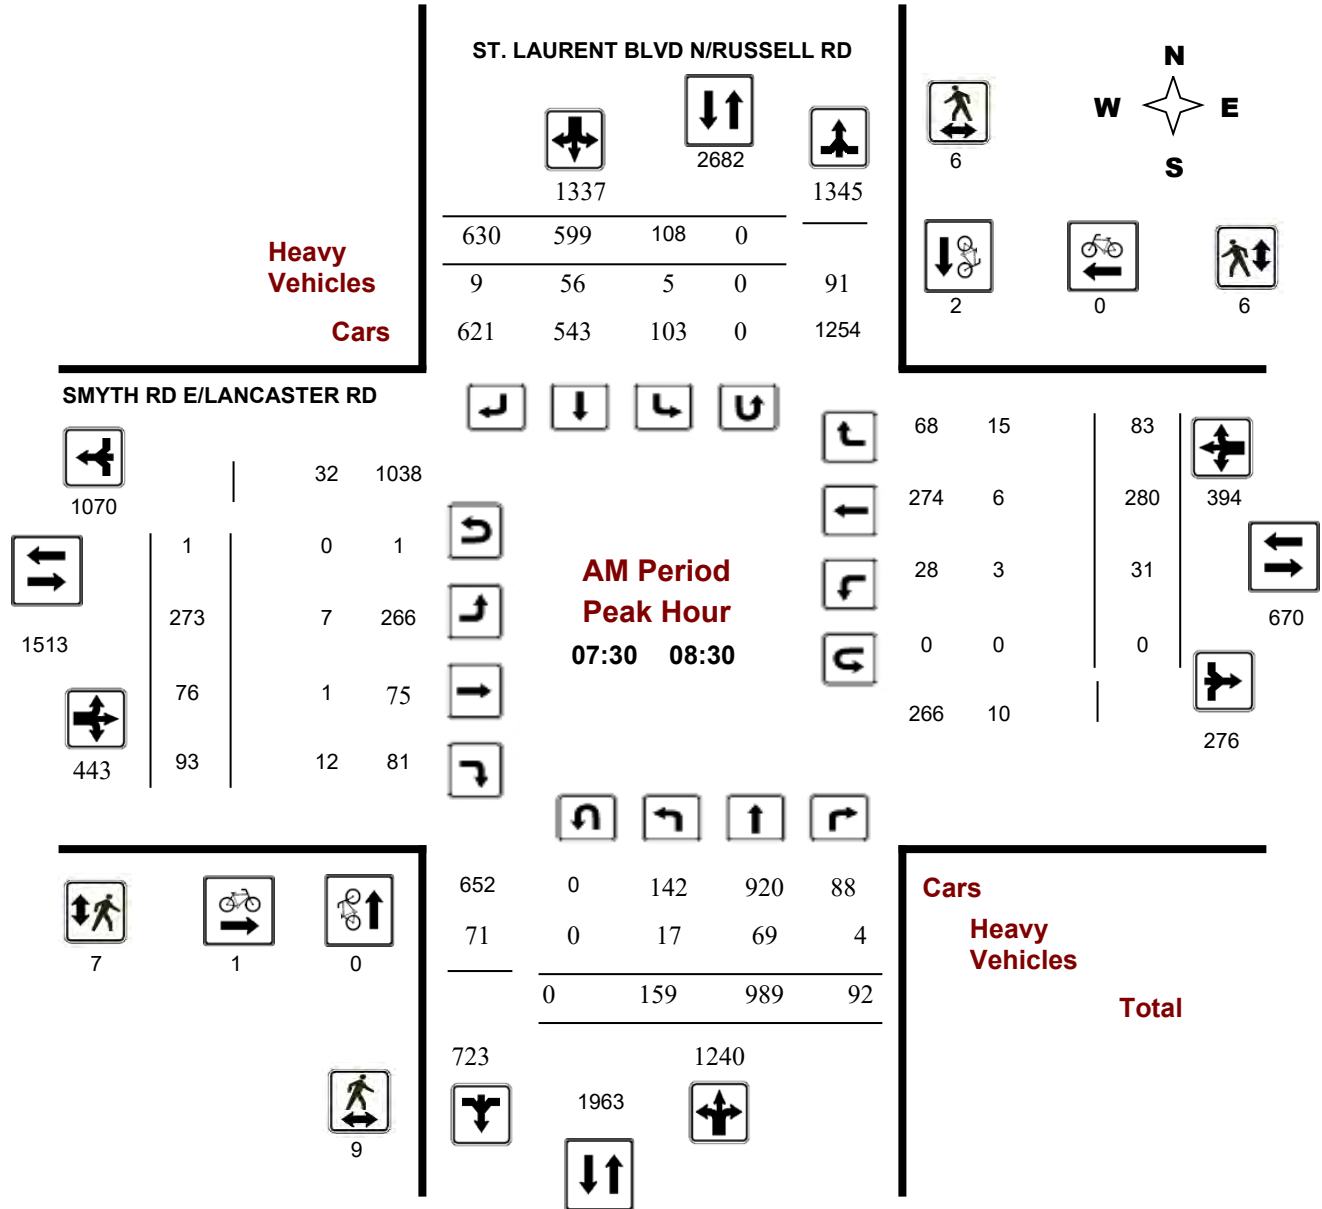 ST. LAURENT BLVD N/RUSSELL RD
N
W E
S
2682
6
1337 1345
630 599 108 0
Heavy
Vehicles
9 56 5 0 91
2 0 6
Cars
621 543 103 0 1254
SMYTH RD E/LANCASTER RD
68 15 83
32 1038
1070
274 6 280 394
1 0 1
AM Period
28 3 31
Peak Hour
273 7 266
670
1513
07:30 08:30
0 0 0
76 1 75
266 10
276
443
93 12 81
652 0 142 920 88
Cars
71 0 17 69 4
Heavy
Vehicles
7 1 0
0 159 989 92
Total
723 1240
1963
9